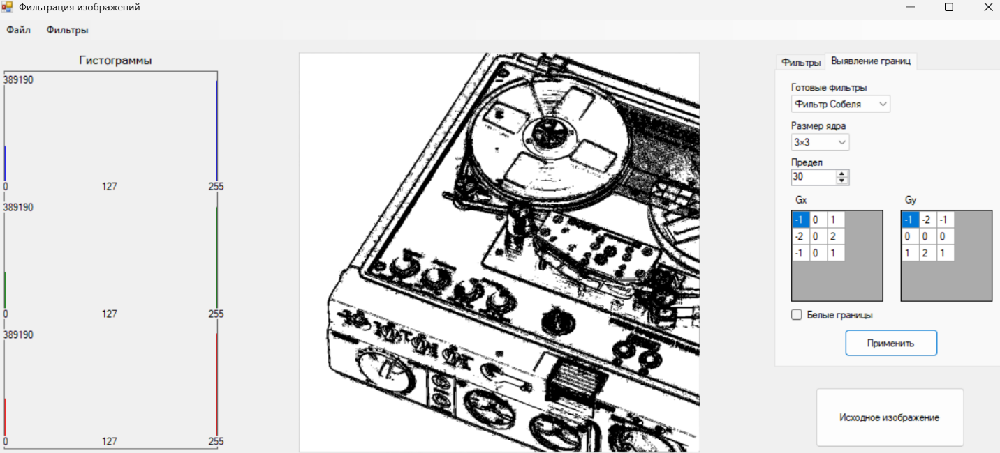 Фильтрация изображений
Файл Фильтры
Гистограммы
389190
0 127 255
389190
0 127 255
389190
0 127 255
Фильтры Выявление границ
Готовые фильтры
Фильтр Собеля
Размер ядра
3×3
Предел
30
Gx Gy
-1 0 1 -1 -2 -1
-2 0 2 0 0 0
-1 0 1 1 2 1
Белые границы
Применить
Исходное изображение